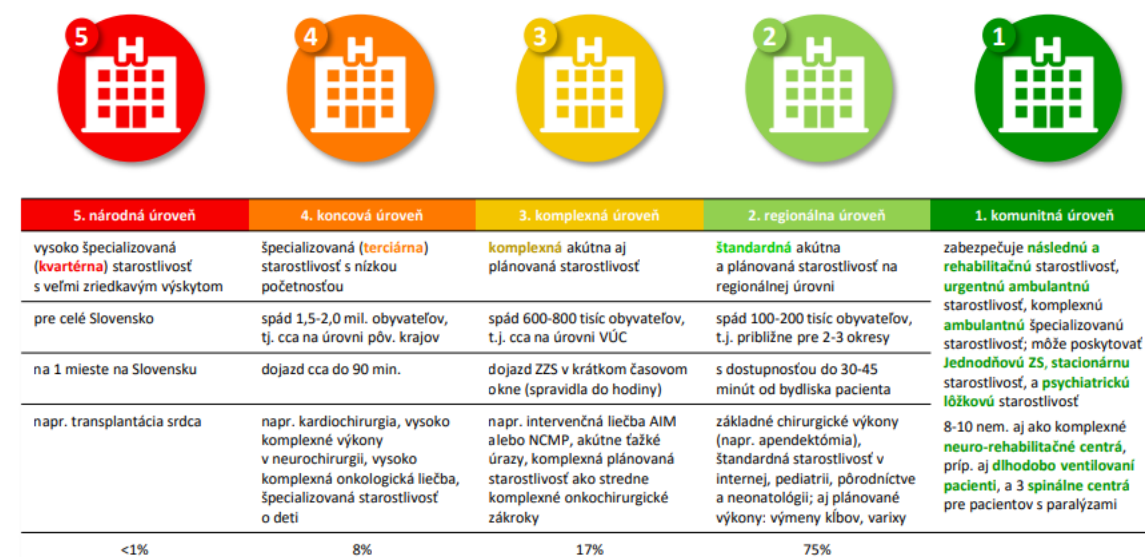 5
4
3
2
1
H
H
H
H
H
5. národná úroveň
4. koncová úroveň
3. komplexná úroveň
2. regionálna úroveň
1. komunitná úroveň
vysoko špecializovaná
(kvartérna) starostlivosť
s veľmi zriedkavým výskytom
špecializovaná (terciárna)
starostlivosť s nízkou
početnosťou
komplexná akútna aj
plánovaná starostlivosť
štandardná akútna
a plánovaná starostlivosť na
regionálnej úrovni
zabezpečuje následnú a
rehabilitačnú starostlivosť,
urgentnú ambulantnú
starostlivosť, komplexnú
ambulantnú špecializovanú
starostlivosť; môže poskytovať
Jednodňovú ZS, stacionárnu
starostlivosť, a psychiatrickú
lôžkovú starostlivosť
8-10 nem. aj ako komplexné
neuro-rehabilitačné centrá,
príp. aj dlhodobo ventilovaní
pacienti, a 3 spinálne centrá
pre pacientov s paralýzami
pre celé Slovensko
spád 1,5-2,0 mil. obyvateľov,
tj. cca na úrovni pôv. krajov
spád 600-800 tisíc obyvateľov,
t.j. cca na úrovni VÚC
spád 100-200 tisíc obyvateľov,
t.j. približne pre 2-3 okresy
na 1 mieste na Slovensku
dojazd cca do 90 min.
dojazd ZZS v krátkom časovom
okne (spravidla do hodiny)
s dostupnosťou do 30-45
minút od bydliska pacienta
napr. transplantácia srdca
napr. kardiochirurgia, vysoko
komplexné výkony
v neurochirurgii, vysoko
komplexná onkologická liečba,
špecializovaná starostlivosť
o deti
napr. intervenčná liečba AIM
alebo NCMP, akútne ťažké
úrazy, komplexná plánovaná
starostlivosť ako stredne
komplexné onkochirurgické
zákroky
základné chirurgické výkony
(napr. apendektómia),
štandardná starostlivosť v
internej, pediatrii, pôrodníctve
a neonatológii; aj plánované
výkony: výmeny kĺbov, varixy
<1%
8%
17%
75%